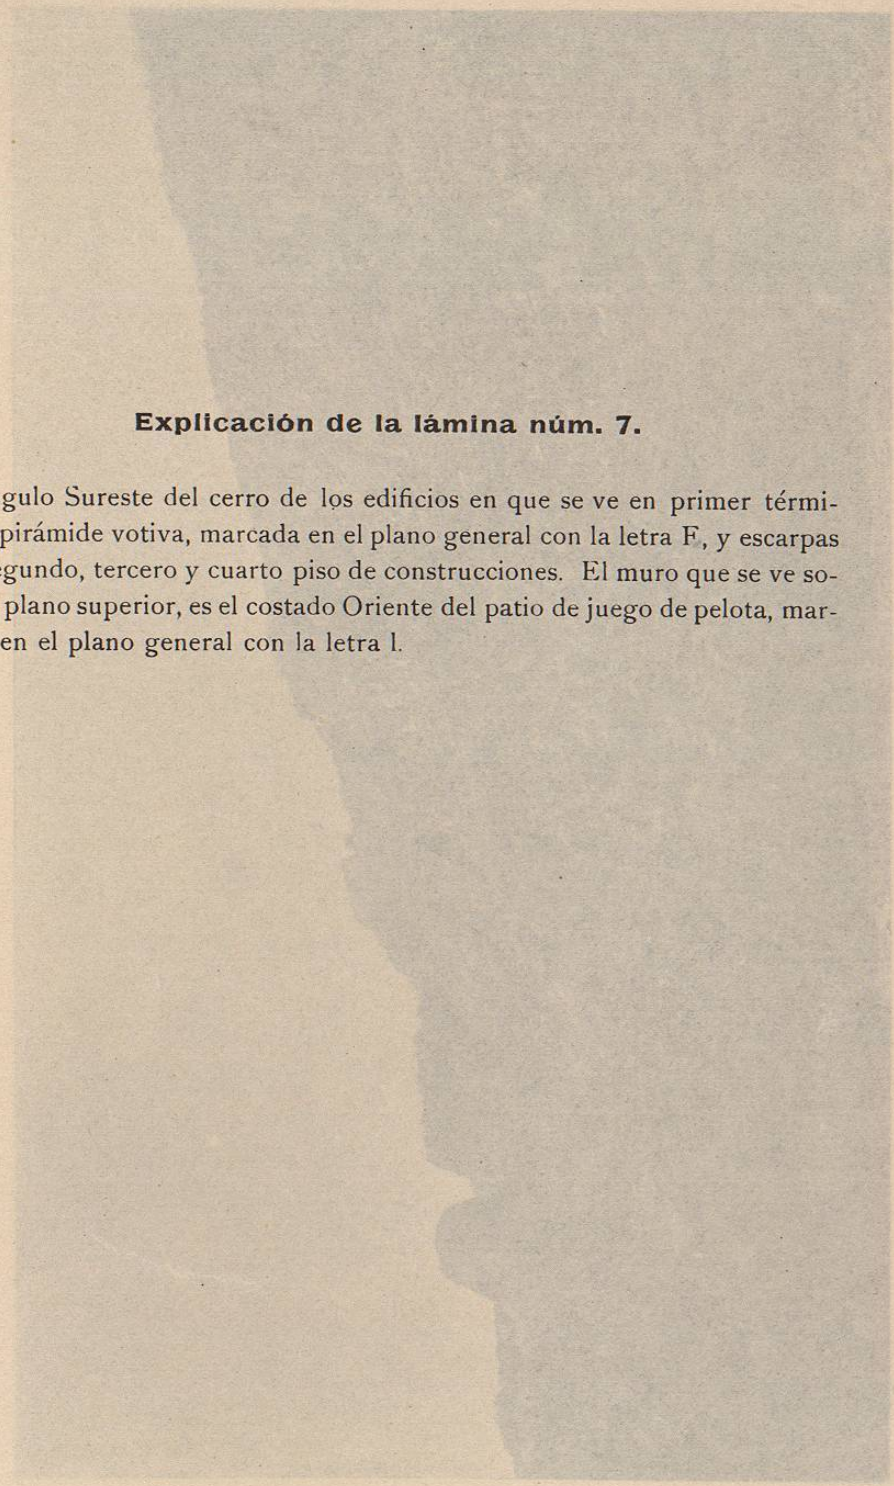 Explicación de la lámina núm. 7.
gulo Sureste del cerro de los edificios en que se ve en primer térmi-
pirámide votiva, marcada en el plano general con la letra F, y escarpas
gundo, tercero y cuarto piso de construcciones. El muro que se ve so-
plano superior, es el costado Oriente del patio de juego de pelota, mar-
en el plano general con la letra l.